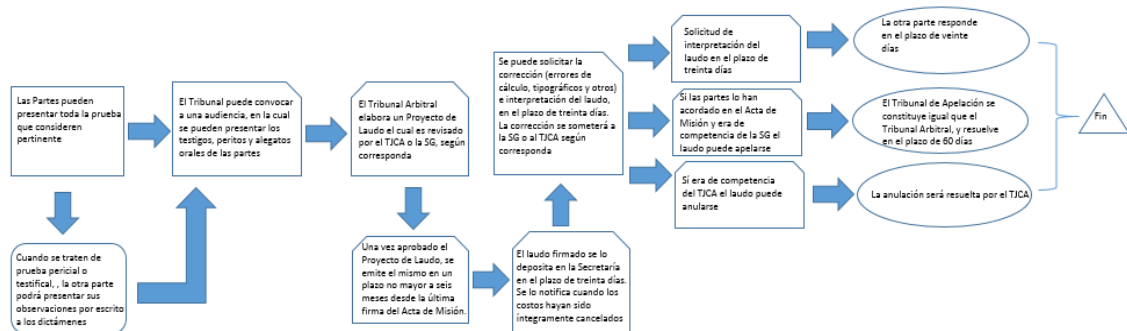 Las Partes pueden
presentar toda la prueba
que consideren
pertinente
Cuando se traten de
prueba pericial o
testifical, , la otra parte
podrá presentar sus
observaciones por escrito
a los dictámenes
El Tribunal puede convocar
a una audiencia, en la cual
se pueden presentar los
testigos, peritos y alegatos
orales de las partes
El Tribunal Arbitral
elabora un Proyecto de
Laudo el cual es revisado
por el TJCA o la SG, según
corresponda
Una vez aprobado el
Proyecto de Laudo, se
emite el mismo en un
plazo no mayor a seis
meses desde la última
firma del Acta de Misión.
El laudo firmado se lo
deposita en la Secretaría
en el plazo de treinta días.
Se lo notifica cuando los
costos hayan sido
íntegramente cancelados
Se puede solicitar la
corrección (errores de
cálculo, tipográficos y otros)
e interpretación del laudo,
en el plazo de treinta días.
La corrección se someterá a
la SG o al TJCA según
corresponda
Solicitud de
interpretación del
laudo en el plazo de
treinta días
La otra parte responde
en el plazo de veinte
días
Si las partes lo han
acordado en el Acta de
Misión y era de
competencia de la SG el
laudo puede apelarse
El Tribunal de Apelación se
constituye igual que el
Tribunal Arbitral, y resuelve
en el plazo de 60 días
Sí era de competencia
del TJCA el laudo puede
anularse
La anulación será resuelta por el TJCA
Fin